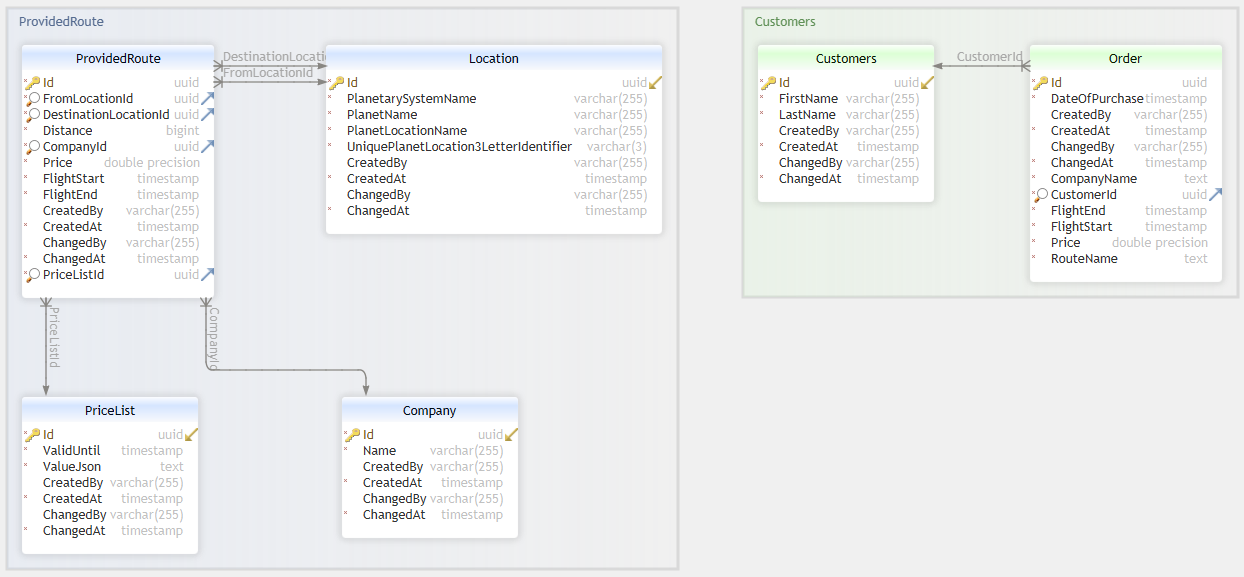 ProvidedRoute
ProvidedRoute
Id uuid
FromLocationId uuid
DestinationLocationId uuid
Distance bigint
CompanyId uuid
Price double precision
FlightStart timestamp
FlightEnd timestamp
CreatedBy varchar(255)
CreatedAt timestamp
ChangedBy varchar(255)
ChangedAt timestamp
PriceListId uuid
DestinationLocati
FromLocationId
Location
Id uuid
PlanetarySystemName varchar(255)
PlanetName varchar(255)
PlanetLocationName varchar(255)
UniquePlanetLocation3LetterIdentifier varchar(3)
CreatedBy varchar(255)
CreatedAt timestamp
ChangedBy varchar(255)
ChangedAt timestamp
PriceListId
CompanyId
PriceList
Id uuid
ValidUntil timestamp
ValueJson text
CreatedBy varchar(255)
CreatedAt timestamp
ChangedBy varchar(255)
ChangedAt timestamp
Company
Id uuid
Name varchar(255)
CreatedBy varchar(255)
CreatedAt timestamp
ChangedBy varchar(255)
ChangedAt timestamp
Customers
Customers
Id uuid
FirstName varchar(255)
LastName varchar(255)
CreatedBy varchar(255)
CreatedAt timestamp
ChangedBy varchar(255)
ChangedAt timestamp
CustomerId
Order
Id uuid
DateOfPurchase timestamp
CreatedBy varchar(255)
CreatedAt timestamp
ChangedBy varchar(255)
ChangedAt timestamp
CompanyName text
CustomerId uuid
FlightEnd timestamp
FlightStart timestamp
Price double precision
RouteName text